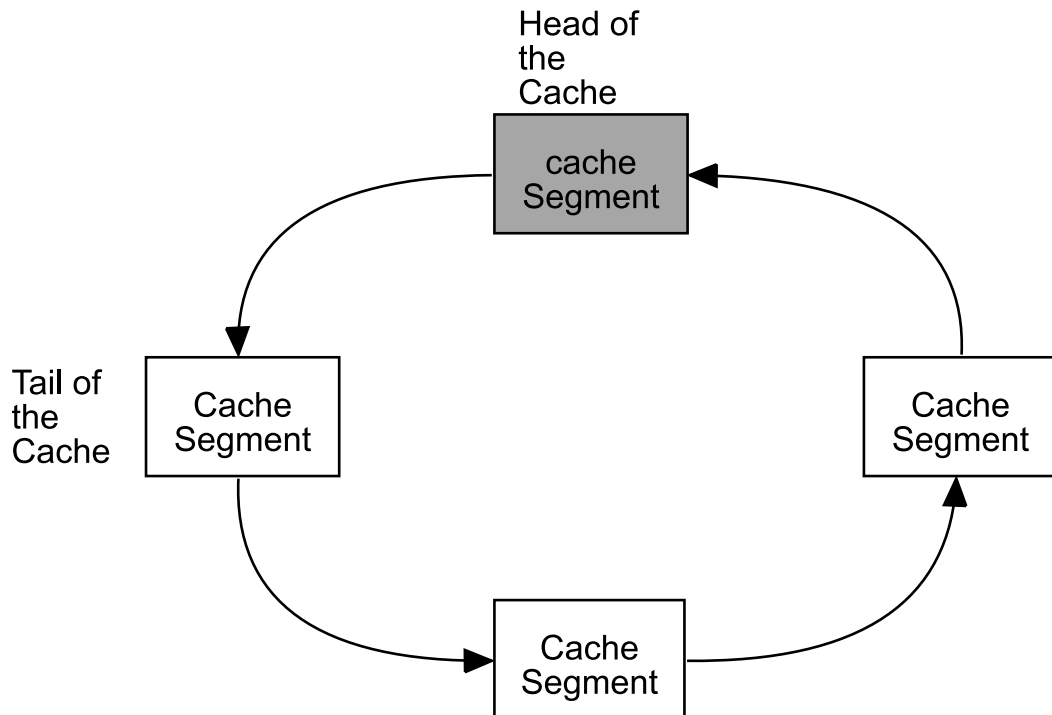 Head of
the
Cache
cache
Segment
Tail of
the
Cache
Cache
Segment
Cache
Segment
Cache
Segment